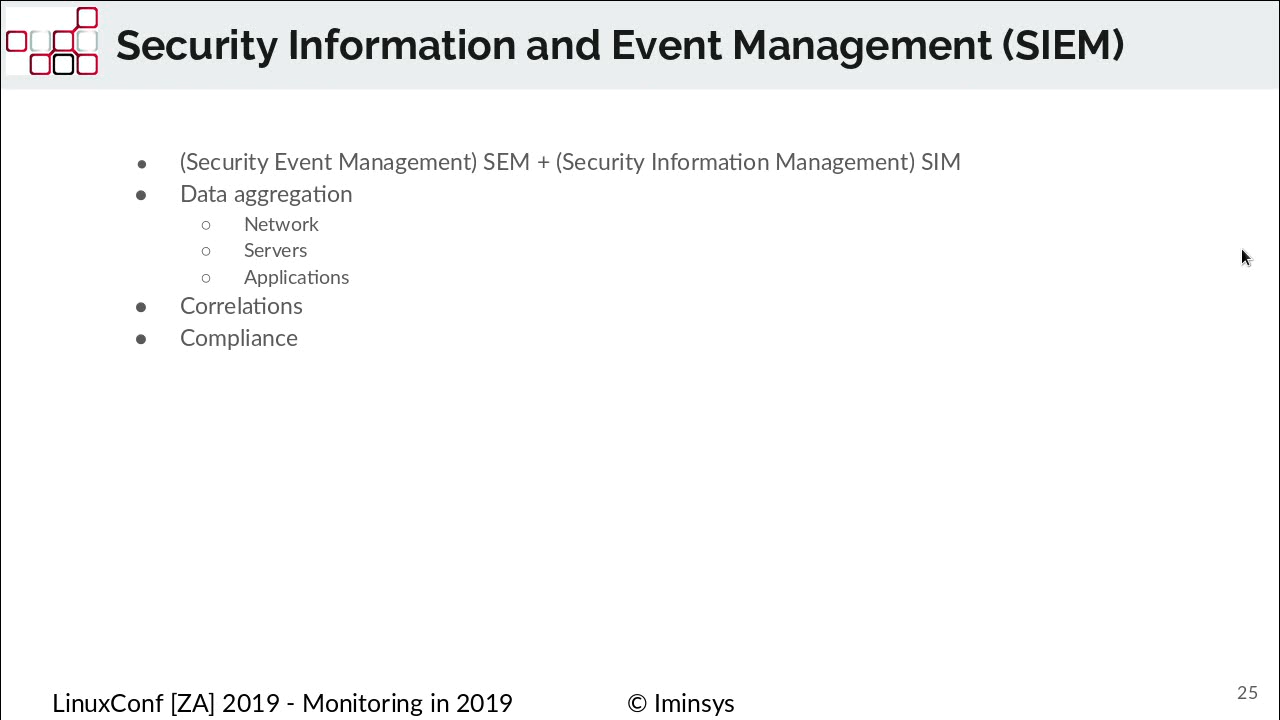 Security Information and Event Management (SIEM)
● (Security Event Management) SEM + (Security Information Management) SIM
● Data aggregation
○ Network
○ Servers
○ Applications
● Correlations
● Compliance
LinuxConf [ZA] 2019 - Monitoring in 2019
© Iminsys
25